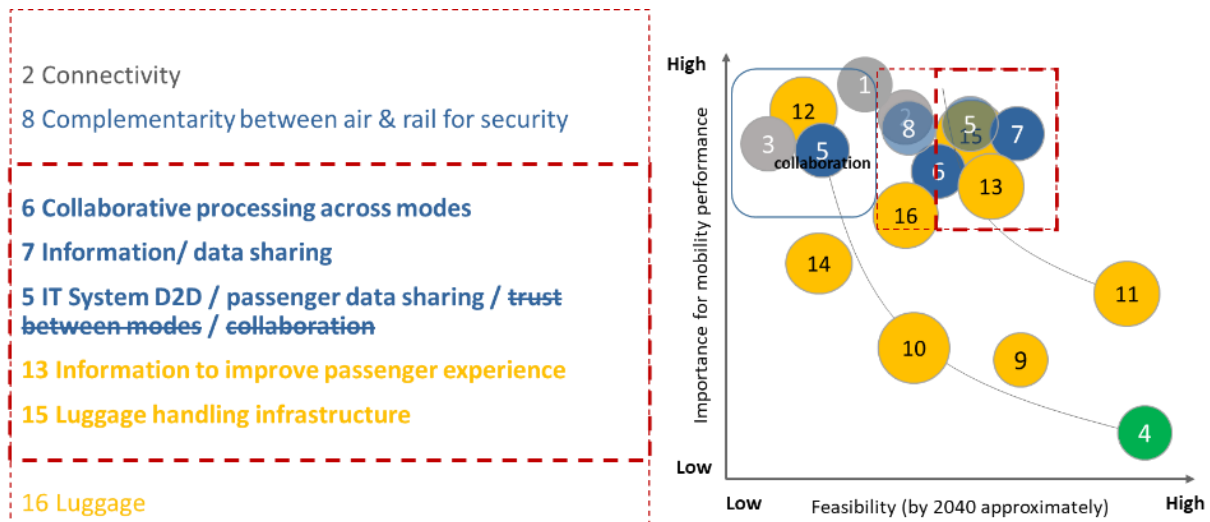 2 Connectivity
8 Complementarity between air & rail for security
6 Collaborative processing across modes
7 Information/ data sharing
5 IT System D2D / passenger data sharing / trust
between modes / collaboration
13 Information to improve passenger experience
15 Luggage handling infrastructure
16 Luggage
High
Importance for mobility performance
Low
1
12
2
8
5
15
7
3
5
collaboration
6
13
16
14
11
10
9
4
Low
Feasibility (by 2040 approximately)
High